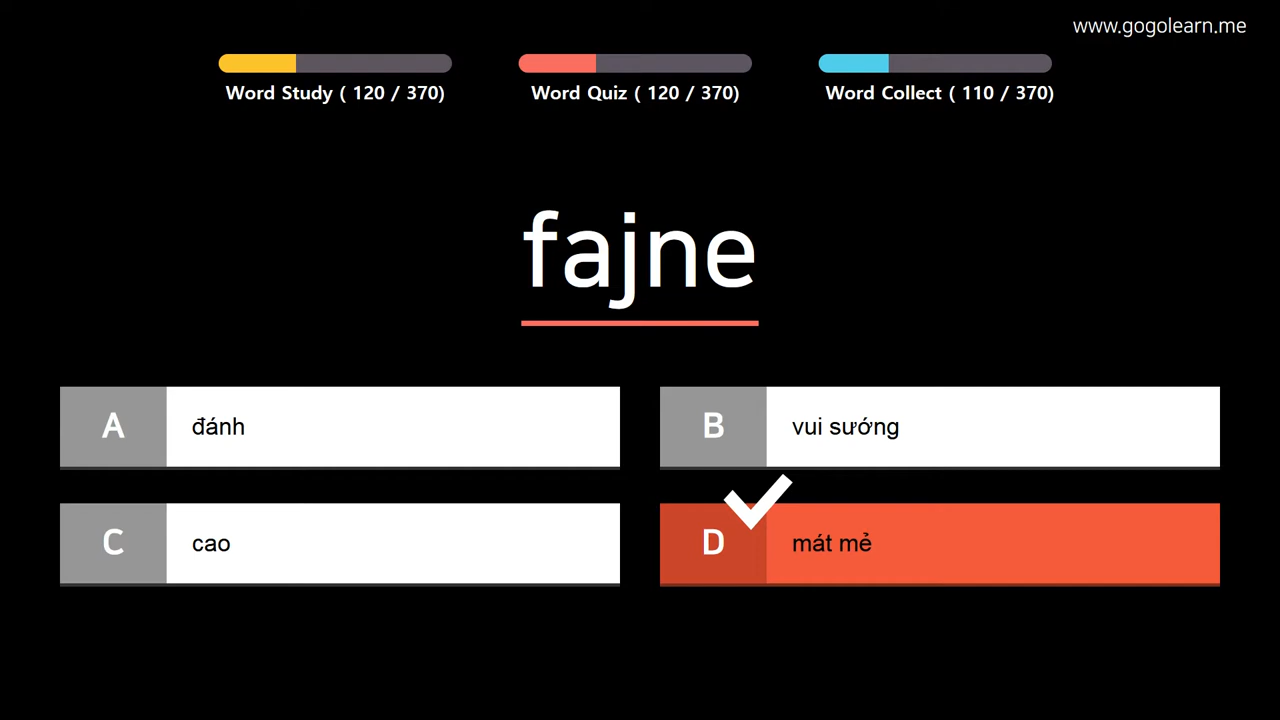 www.gogolearn.me
Word Study ( 120 / 370)
Word Quiz ( 120 / 370)
Word Collect ( 110 / 370)
fajne
A
đánh
B
vui sướng
C
cao
D
mát mẻ